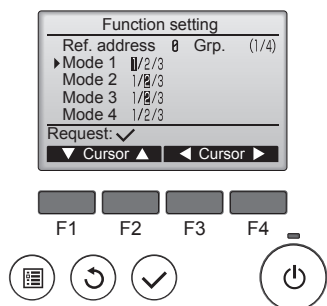 Function setting
Ref. address 0 Grp. (1/4)
Mode 1 1/2/3
Mode 2 1/2/3
Mode 3 1/2/3
Mode 4 1/2/3
Request: ✓
▼ Cursor ▲ ◀ Cursor ▶
F1 F2 F3 F4